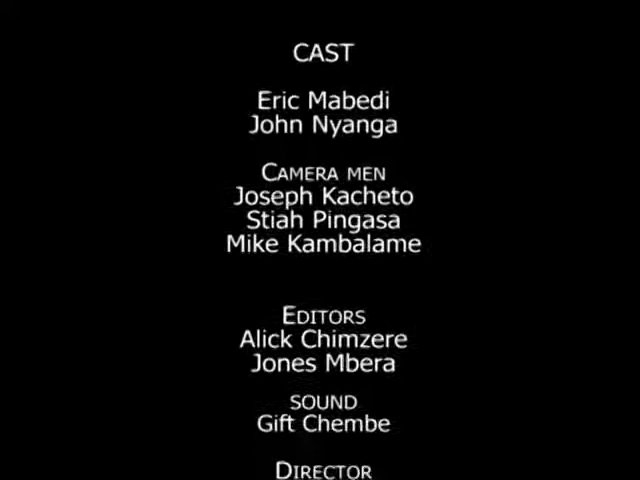 CAST
Eric Mabedi
John Nyanga
CAMERA MEN
Joseph Kacheto
Stiah Pingasa
Mike Kambalame
EDITORS
Alick Chimzere
Jones Mbera
SOUND
Gift Chembe
DIRECTOR